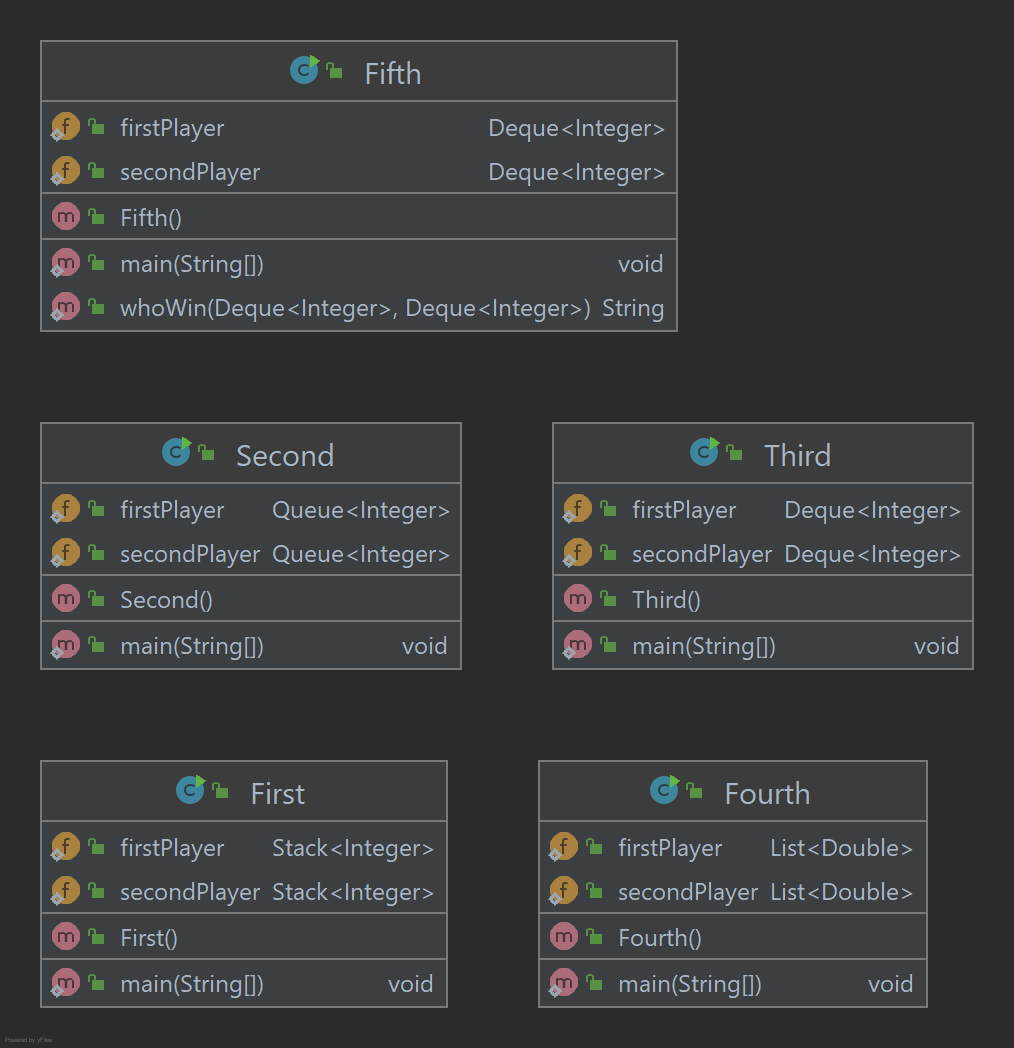 Fifth
firstPlayer Deque<Integer>
secondPlayer Deque<Integer>
Fifth()
main(String[]) void
whoWin(Deque<Integer>, Deque<Integer>) String
Second
firstPlayer Queue<Integer>
secondPlayer Queue<Integer>
Second()
main(String[]) void
Third
firstPlayer Deque<Integer>
secondPlayer Deque<Integer>
Third()
main(String[]) void
First
firstPlayer Stack<Integer>
secondPlayer Stack<Integer>
First()
main(String[]) void
Fourth
firstPlayer List<Double>
secondPlayer List<Double>
Fourth()
main(String[]) void
Powered by yFiles